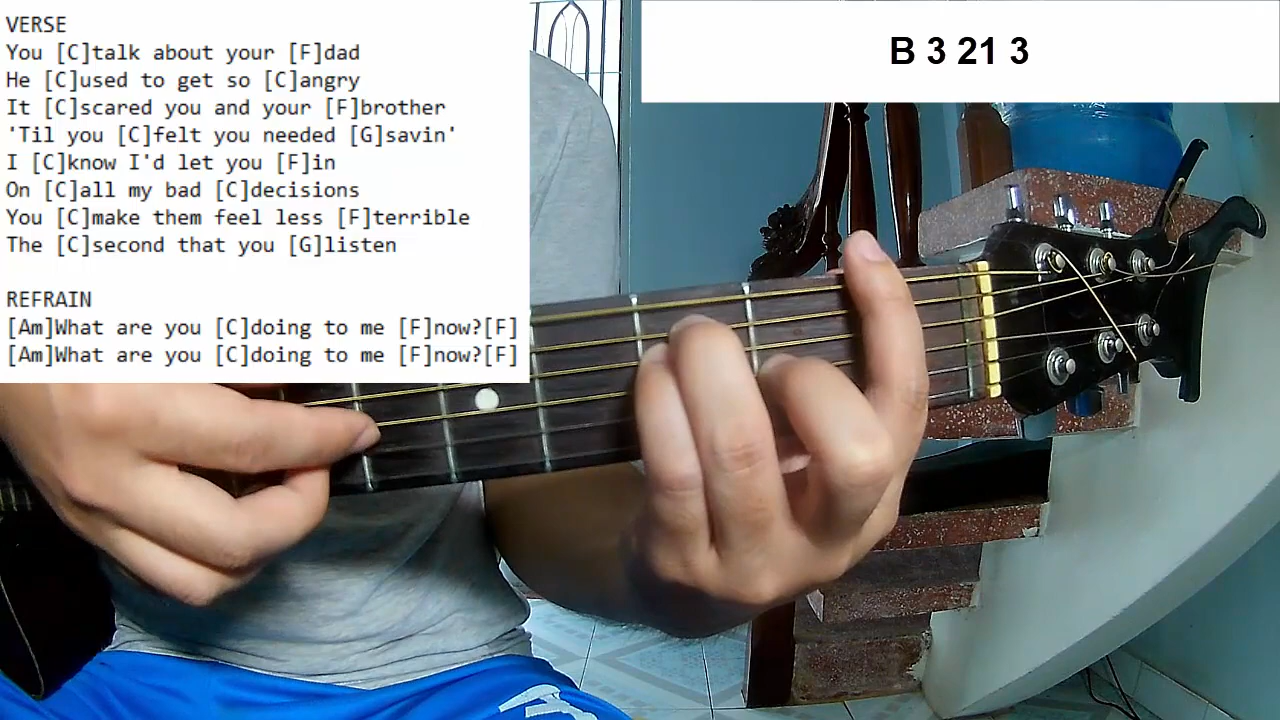 VERSE
You [C]talk about your [F]dad
He [C]used to get so [C]angry
It [C]scared you and your [F]brother
'Til you [C]felt you needed [G]savin'
I [C]know I'd let you [F]in
On [C]all my bad [C]decisions
You [C]make them feel less [F]terrible
The [C]second that you [G]listen
REFRAIN
[Am]What are you [C]doing to me [F]now?[F]
[Am]What are you [C]doing to me [F]now?[F]
B 3 21 3